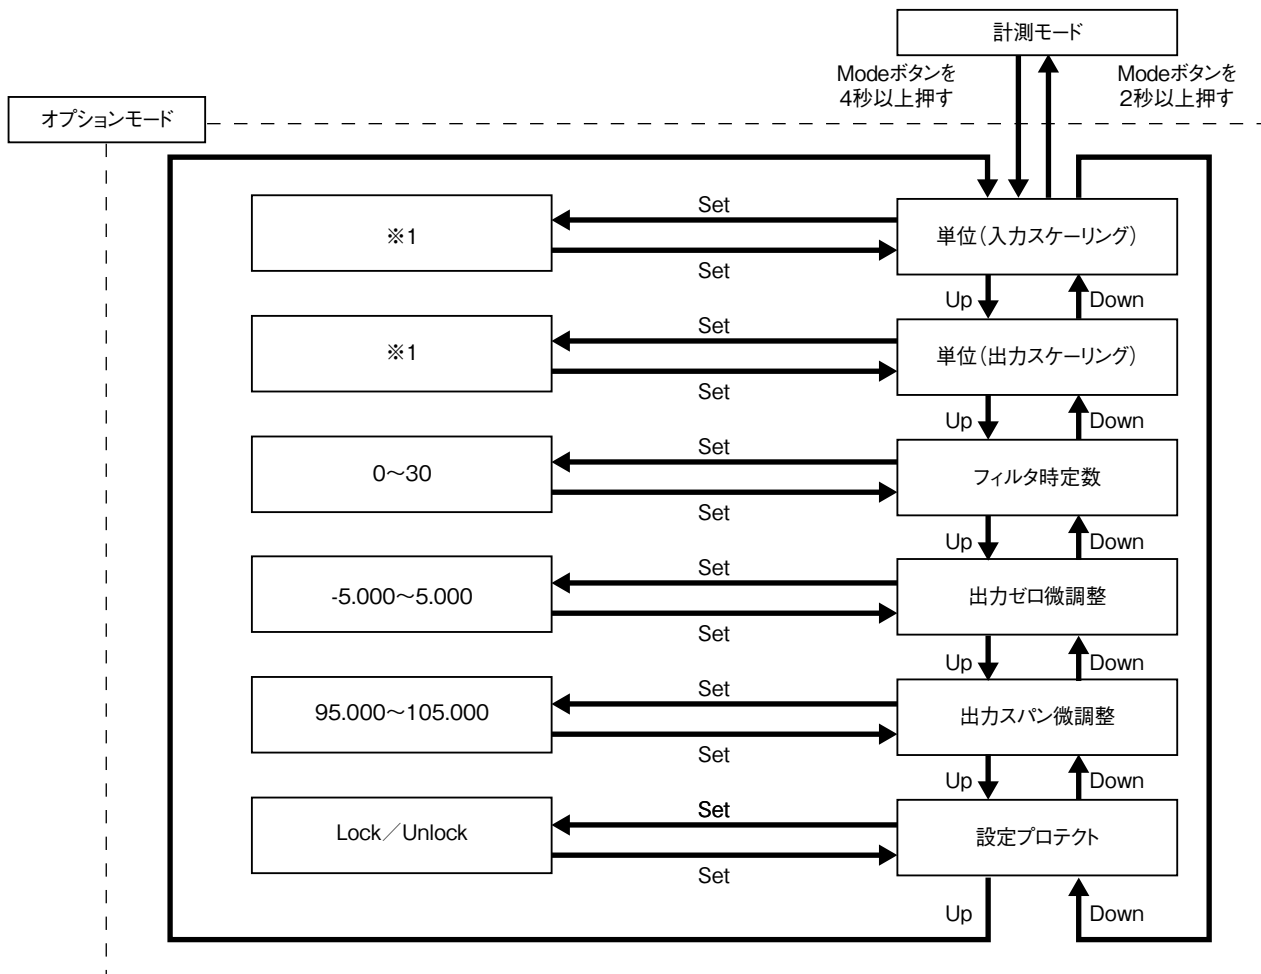 計測モード
Modeボタンを
4秒以上押す
Modeボタンを
2秒以上押す
オプションモード
※1
Set
Set
単位(入力スケーリング)
Up
Down
※1
Set
Set
単位(出力スケーリング)
Up
Down
0〜30
Set
Set
フィルタ時定数
Up
Down
-5.000〜5.000
Set
Set
出力ゼロ微調整
Up
Down
95.000〜105.000
Set
Set
出力スパン微調整
Up
Down
Lock/Unlock
Set
Set
設定プロテクト
Up
Down